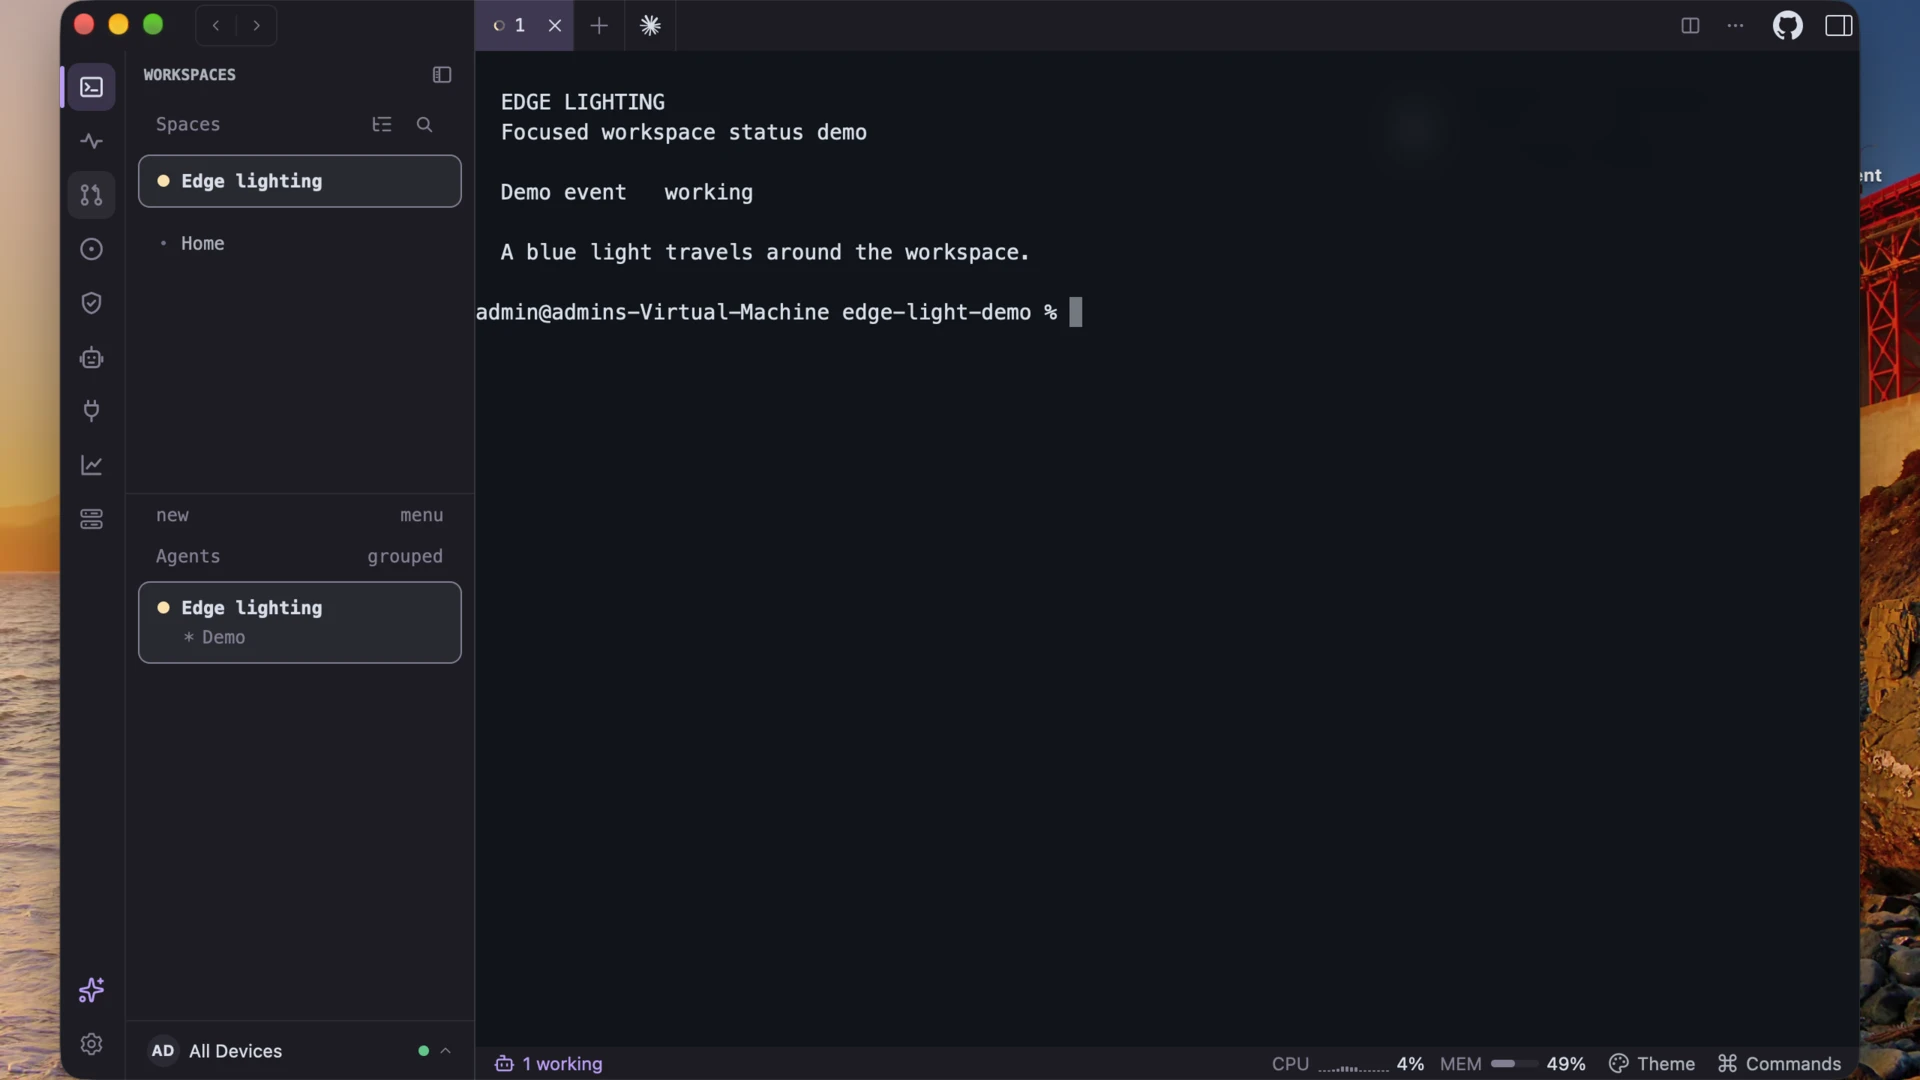 1
WORKSPACES
Spaces
Edge lighting
Home
new menu
Agents grouped
Edge lighting
* Demo
AD All Devices
EDGE LIGHTING
Focused workspace status demo
Demo event working
A blue light travels around the workspace.
admin@admins-Virtual-Machine edge-light-demo %
1 working
CPU 4% MEM 49% Theme ⌘ Commands